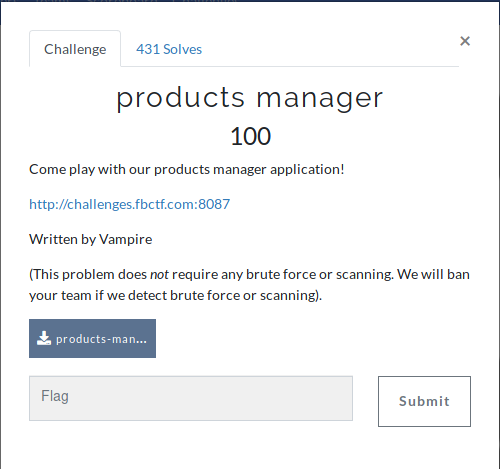 Challenge
431 Solves
×
products manager
100
Come play with our products manager application!
http://challenges.fbctf.com:8087
Written by Vampire
(This problem does not require any brute force or scanning. We will ban
your team if we detect brute force or scanning).
products-man...
Flag
Submit